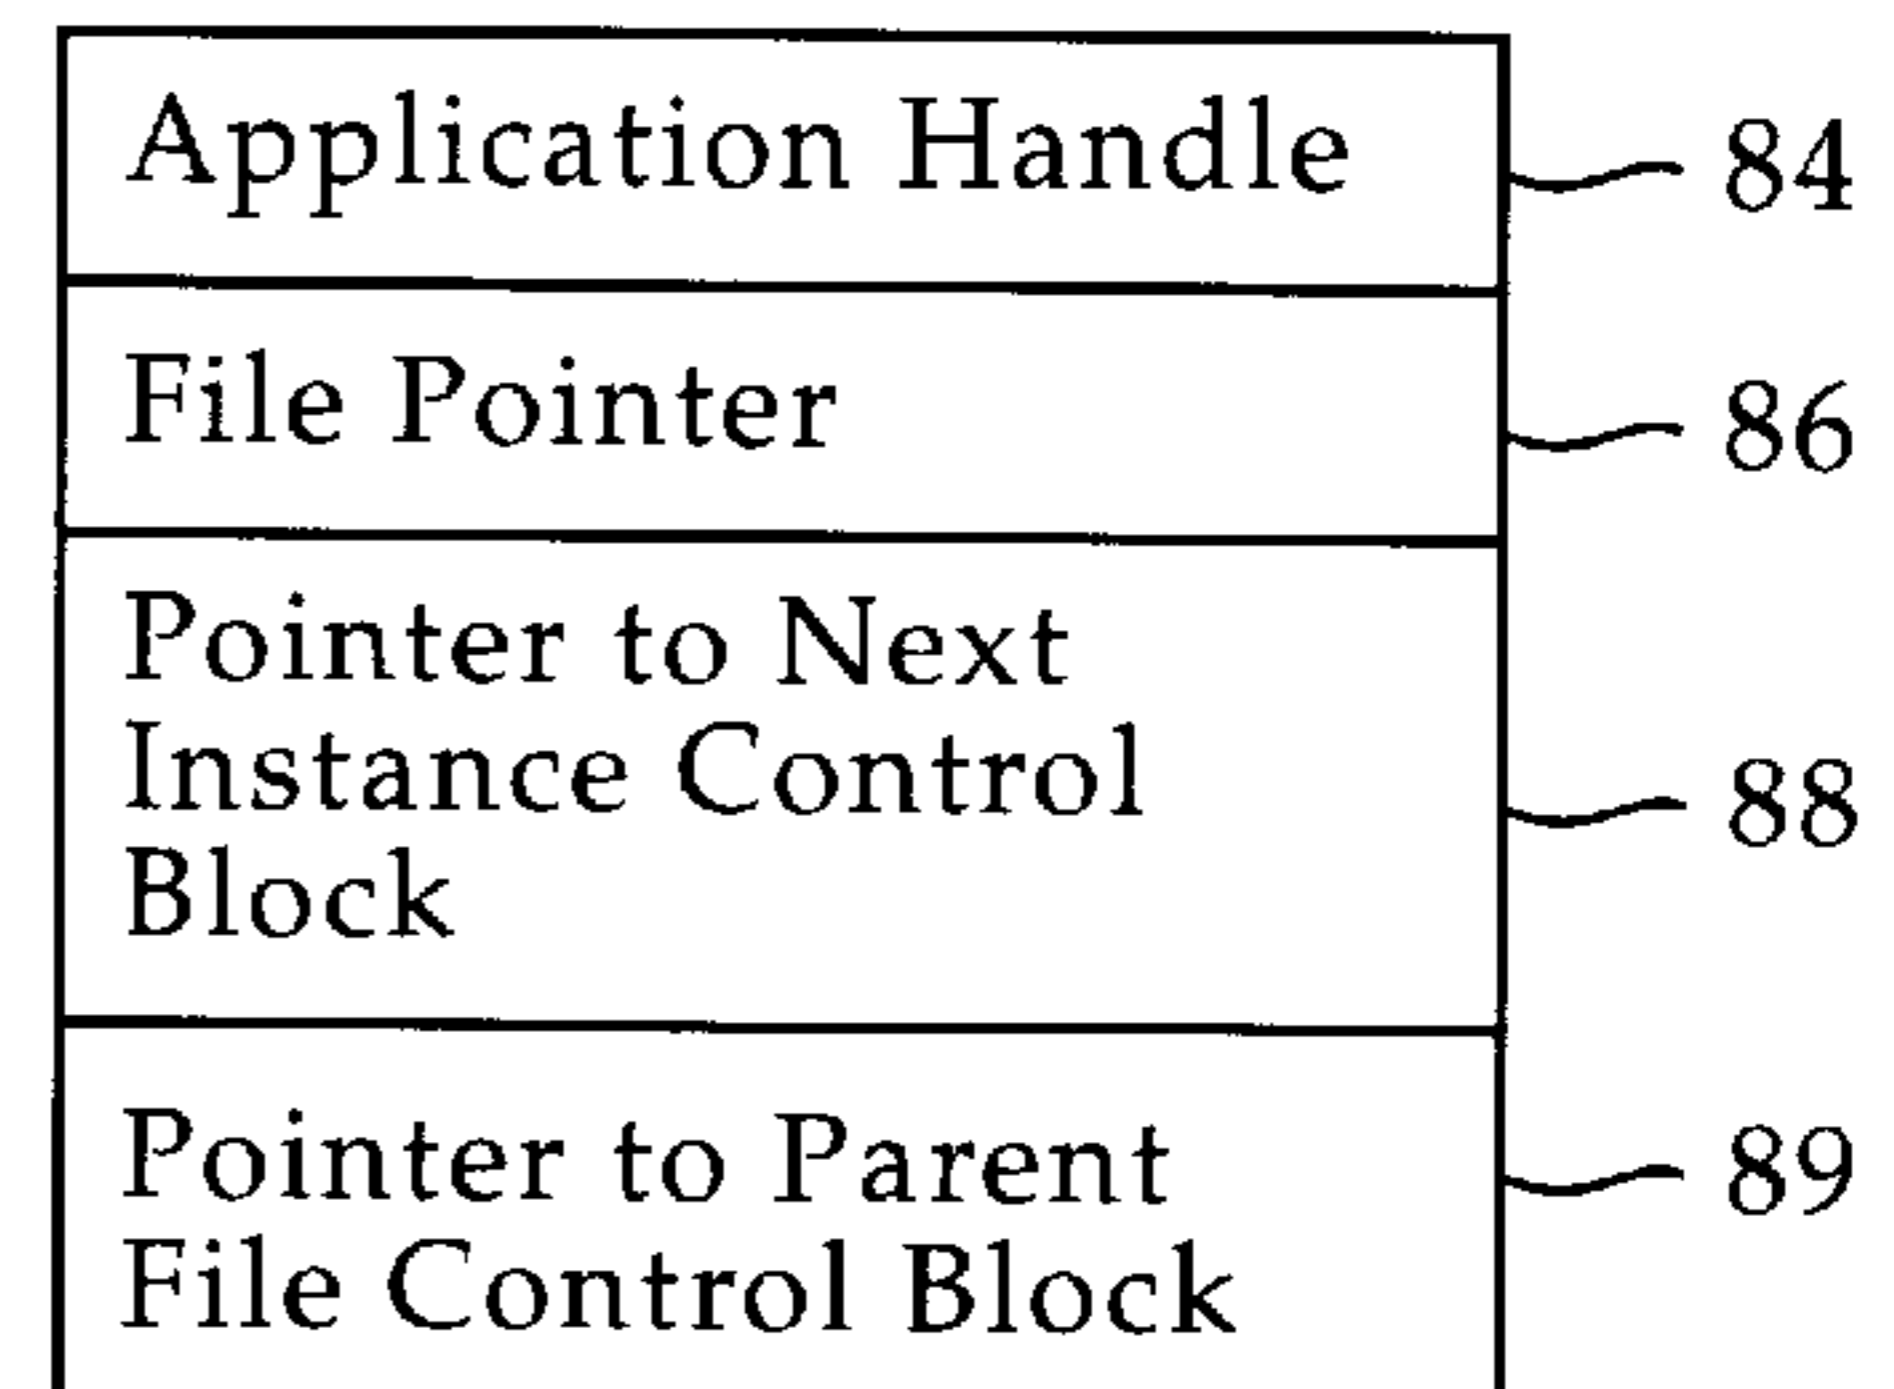 Application Handle
84
File Pointer
86
Pointer to Next
Instance Control
Block
88
Pointer to Parent
File Control Block
89